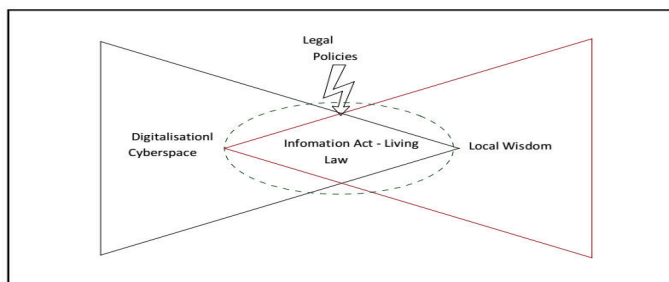 Legal
Policies
Digitalisationl
Cyberspace
Infomation Act - Living
Law
Local Wisdom